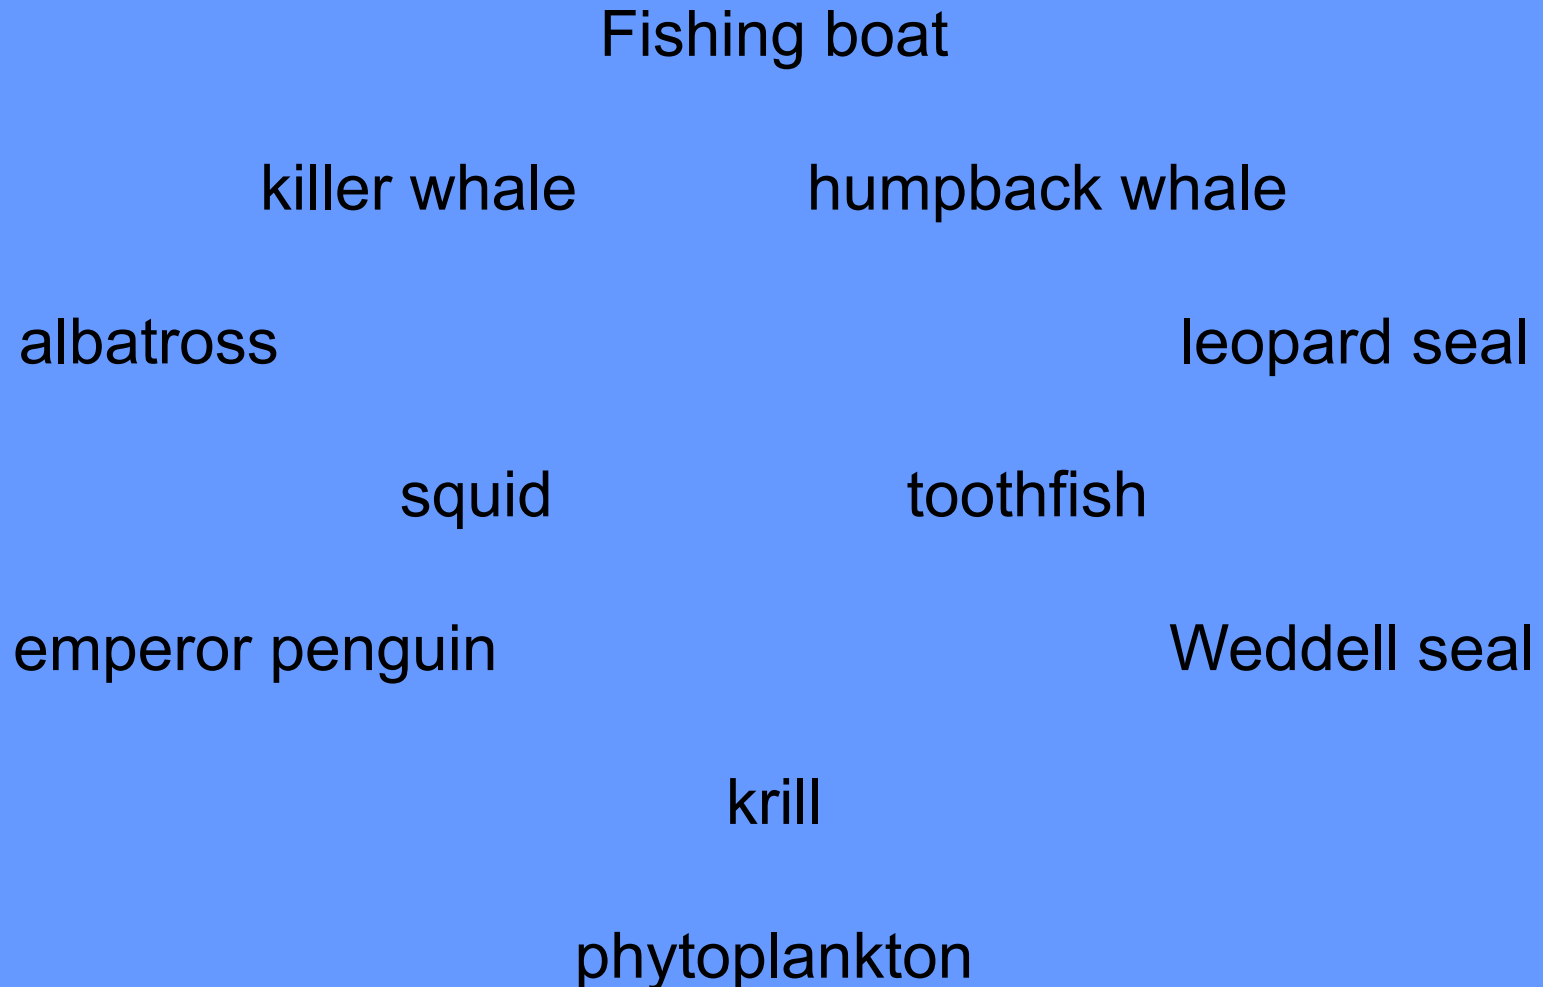 Fishing boat
killer whale humpback whale
albatross leopard seal
squid toothfish
emperor penguin Weddell seal
krill
phytoplankton